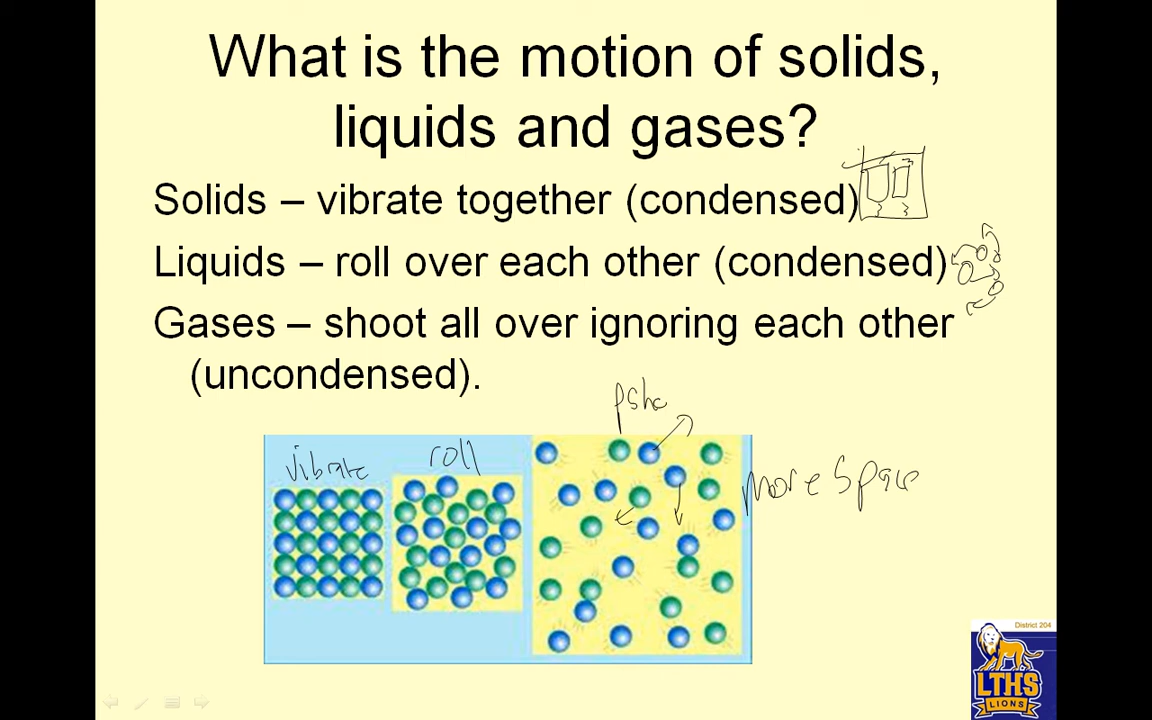 What is the motion of solids,
liquids and gases?
Solids – vibrate together (condensed)
Liquids – roll over each other (condensed)
Gases – shoot all over ignoring each other
(uncondensed).
vibrate
roll
more Space
District 204
LTHS
LIONS